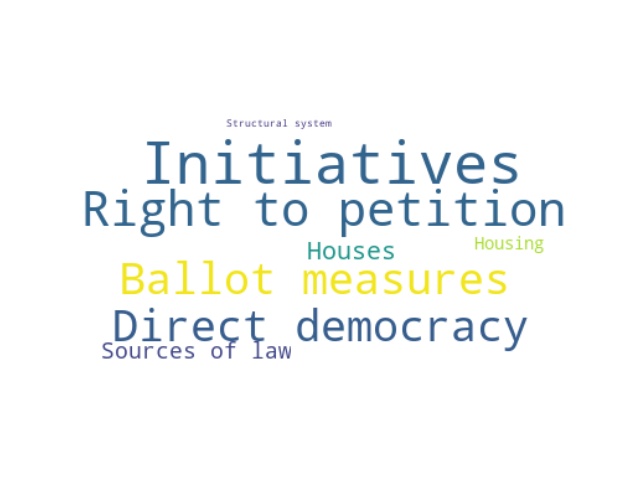 Structural system
Initiatives
Right to petition
Housing
Houses
Ballot measures
Direct democracy
Sources of law